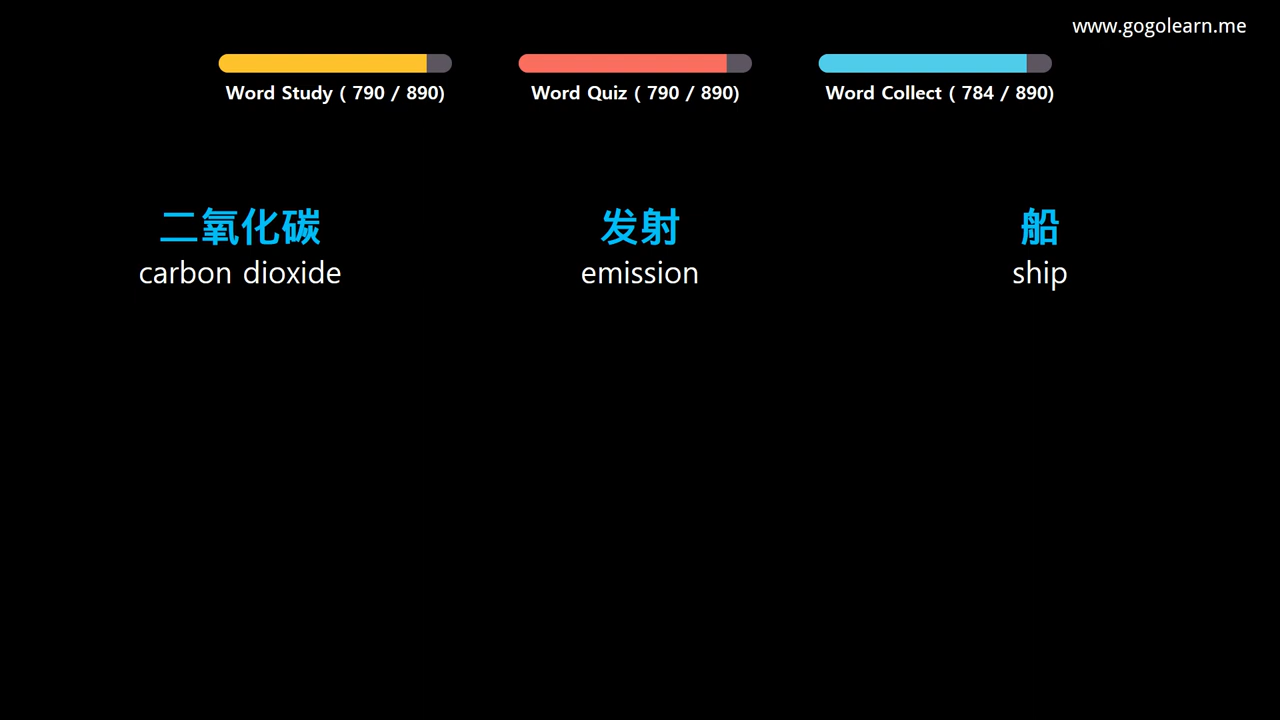 www.gogolearn.me
Word Study ( 790 / 890)
Word Quiz ( 790 / 890)
Word Collect ( 784 / 890)
二氧化碳
carbon dioxide
发射
emission
船
ship